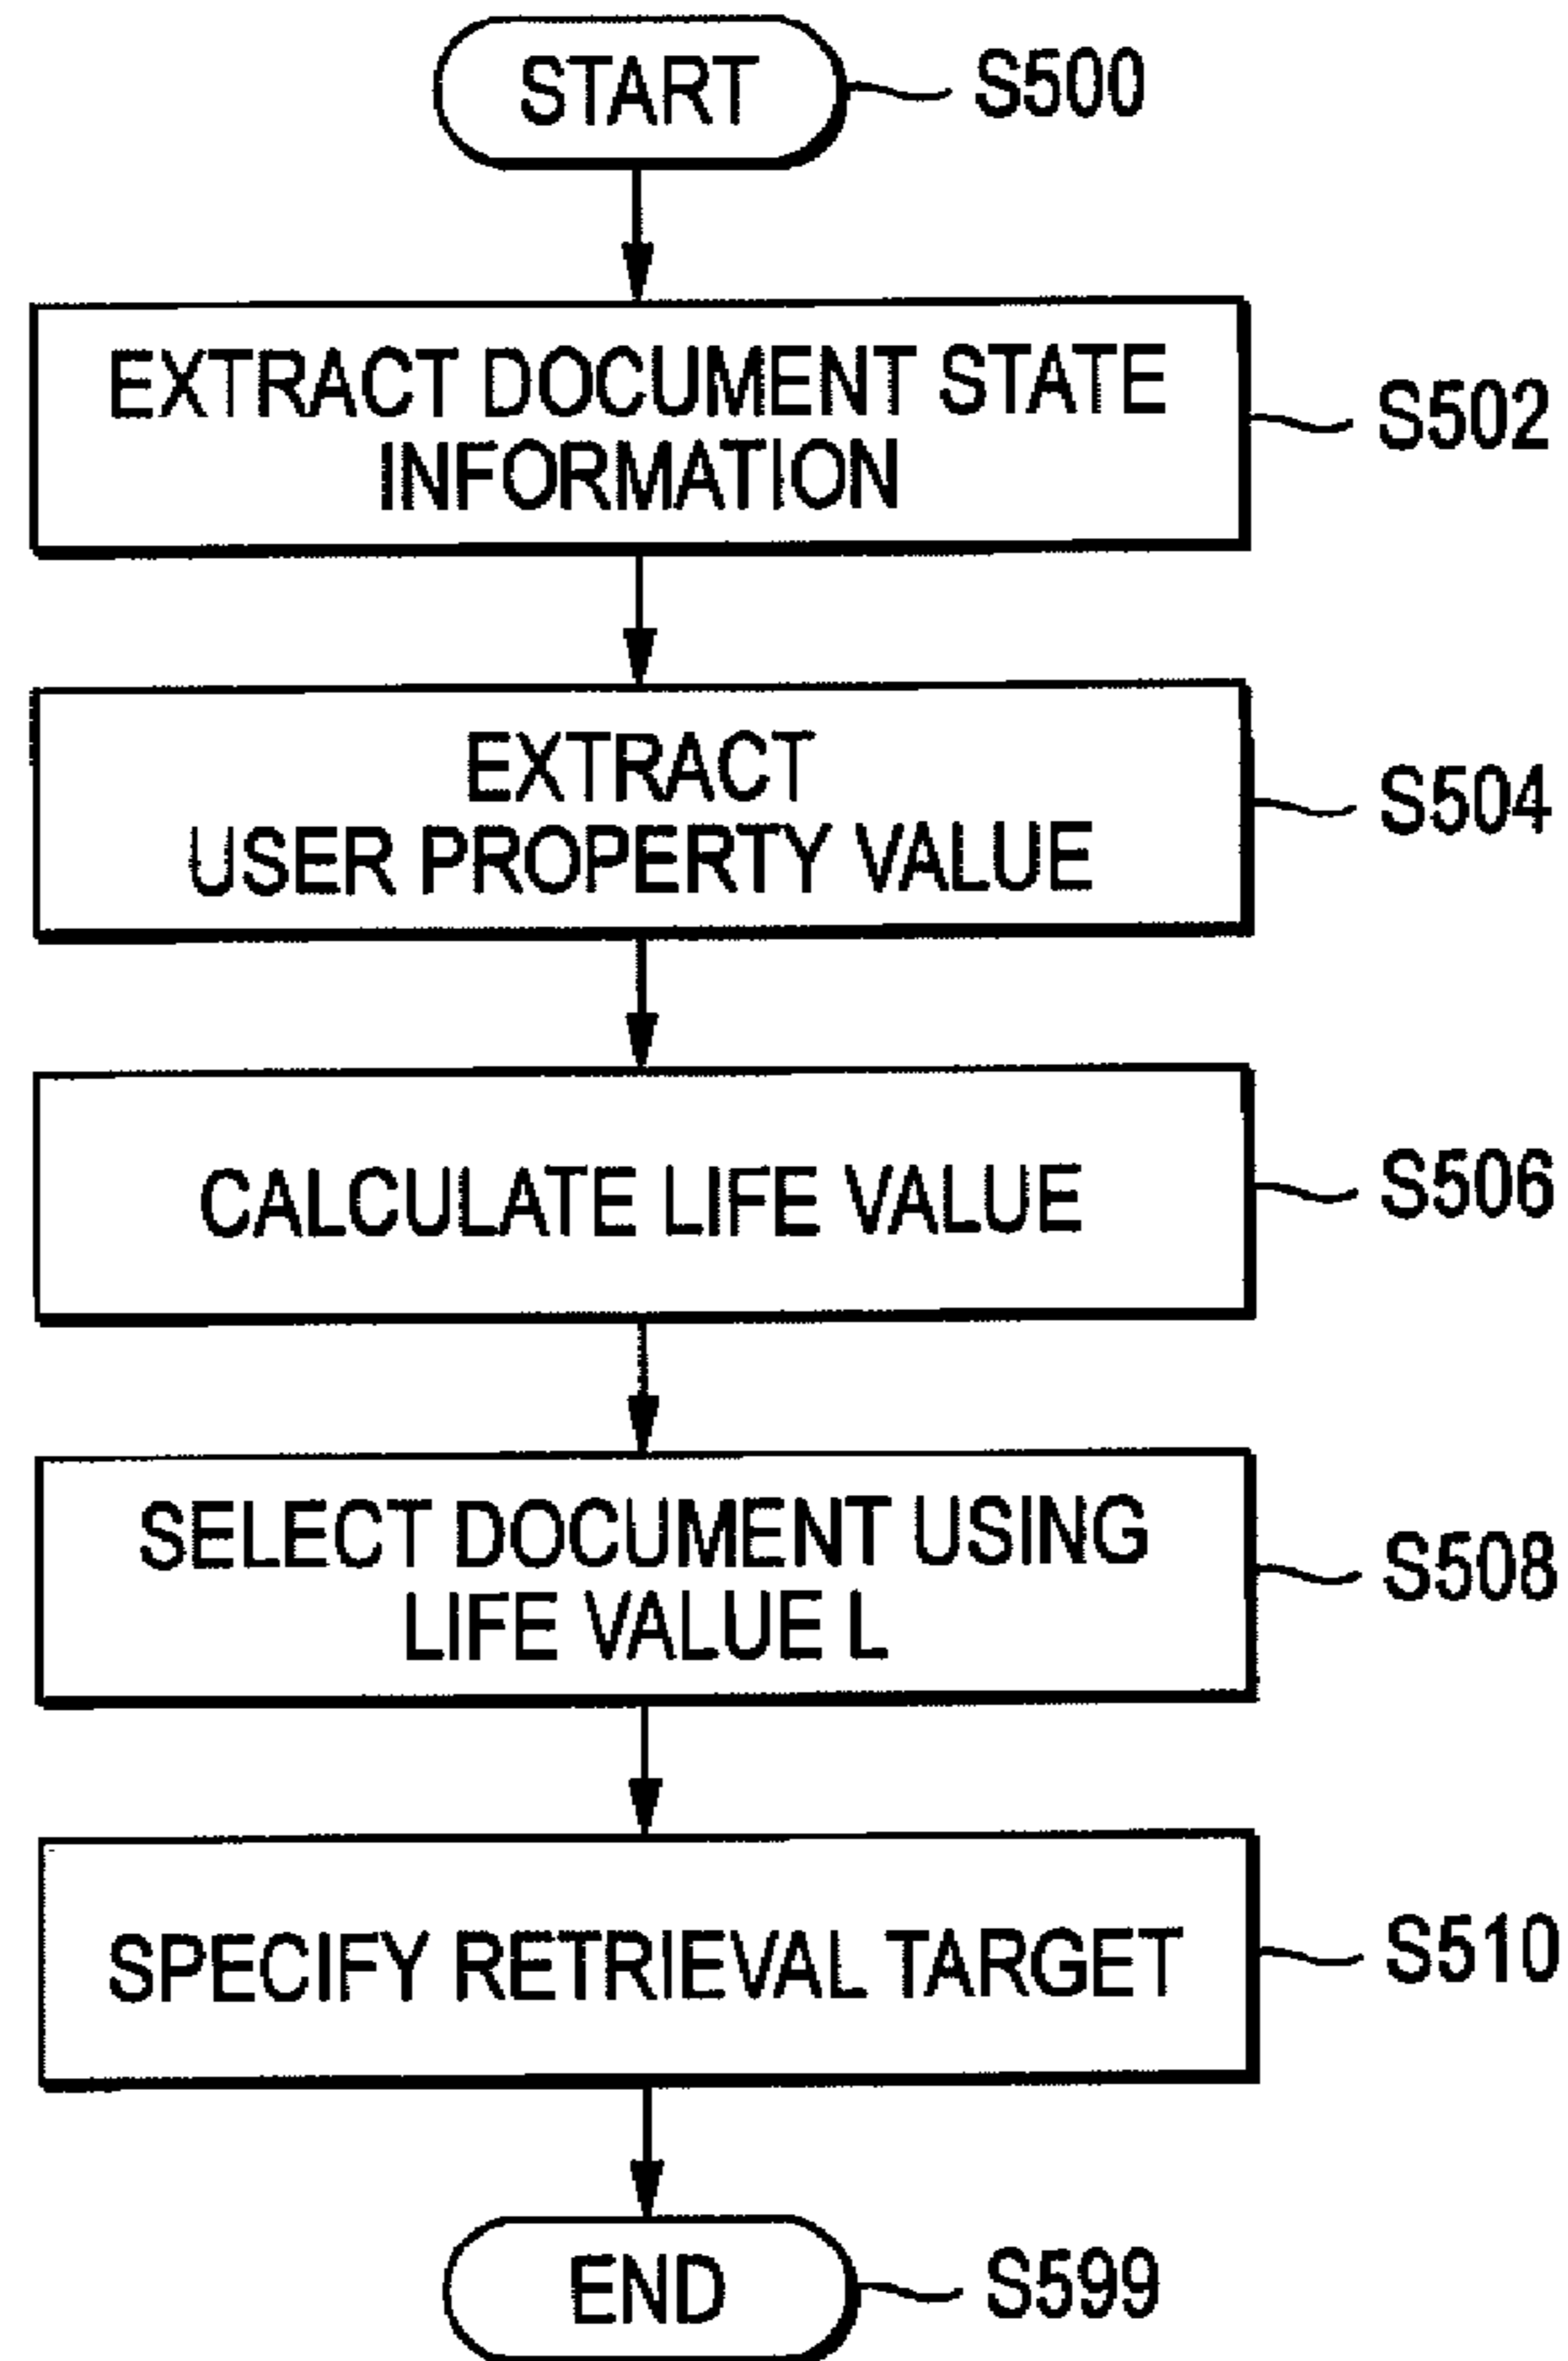 START
S500
EXTRACT DOCUMENT STATE
INFORMATION
S502
EXTRACT
USER PROPERTY VALUE
S504
CALCULATE LIFE VALUE
S506
SELECT DOCUMENT USING
LIFE VALUE L
S508
SPECIFY RETRIEVAL TARGET
S510
END
S599